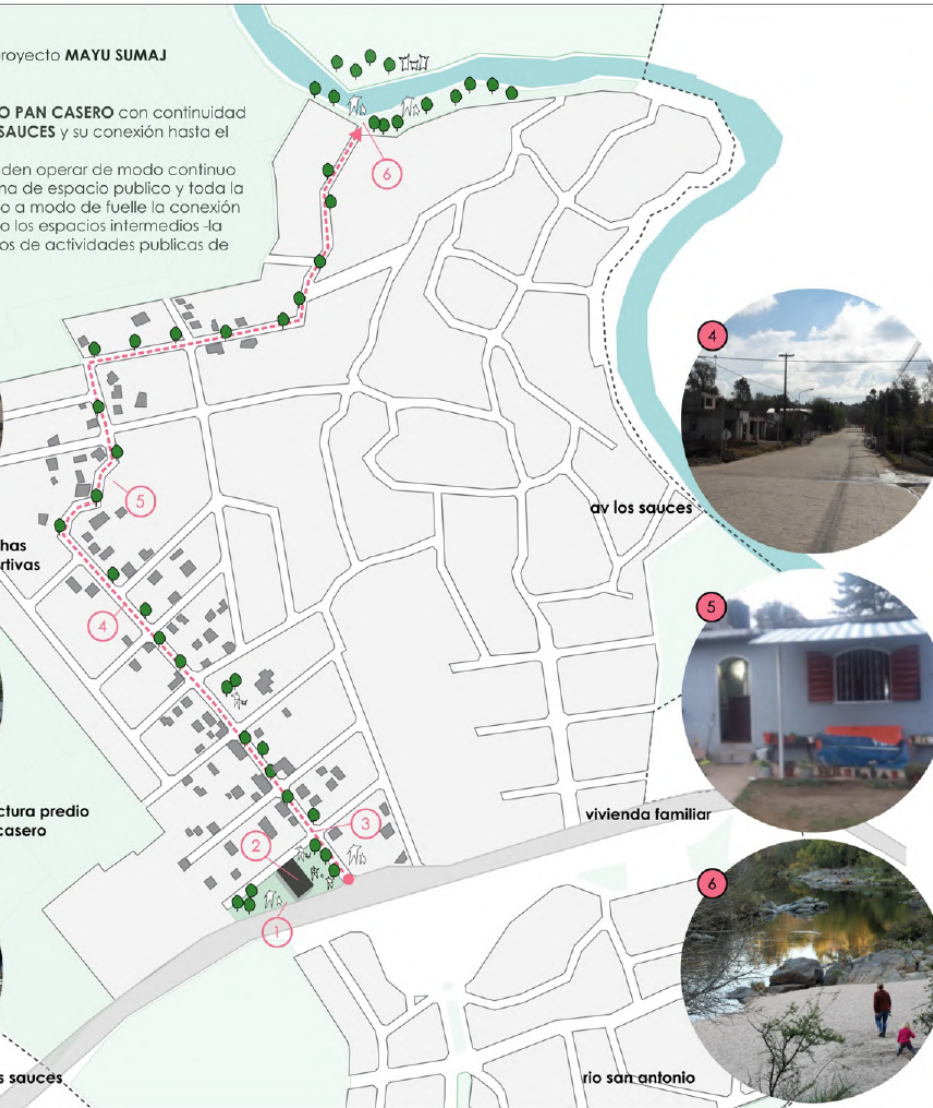 royecto MAYU SUMAJ
O PAN CASERO con continuidad
SAUCES y su conexión hasta el
den operar de modo continuo
na de espacio publico y toda la
o a modo de fuelle la conexión
o los espacios intermedios -la
os de actividades publicas de
6
4
5
av los sauces
has
rtivas
4
5
ctura predio
casero
3
vivienda familiar
2
6
1
s sauces
rio san antonio